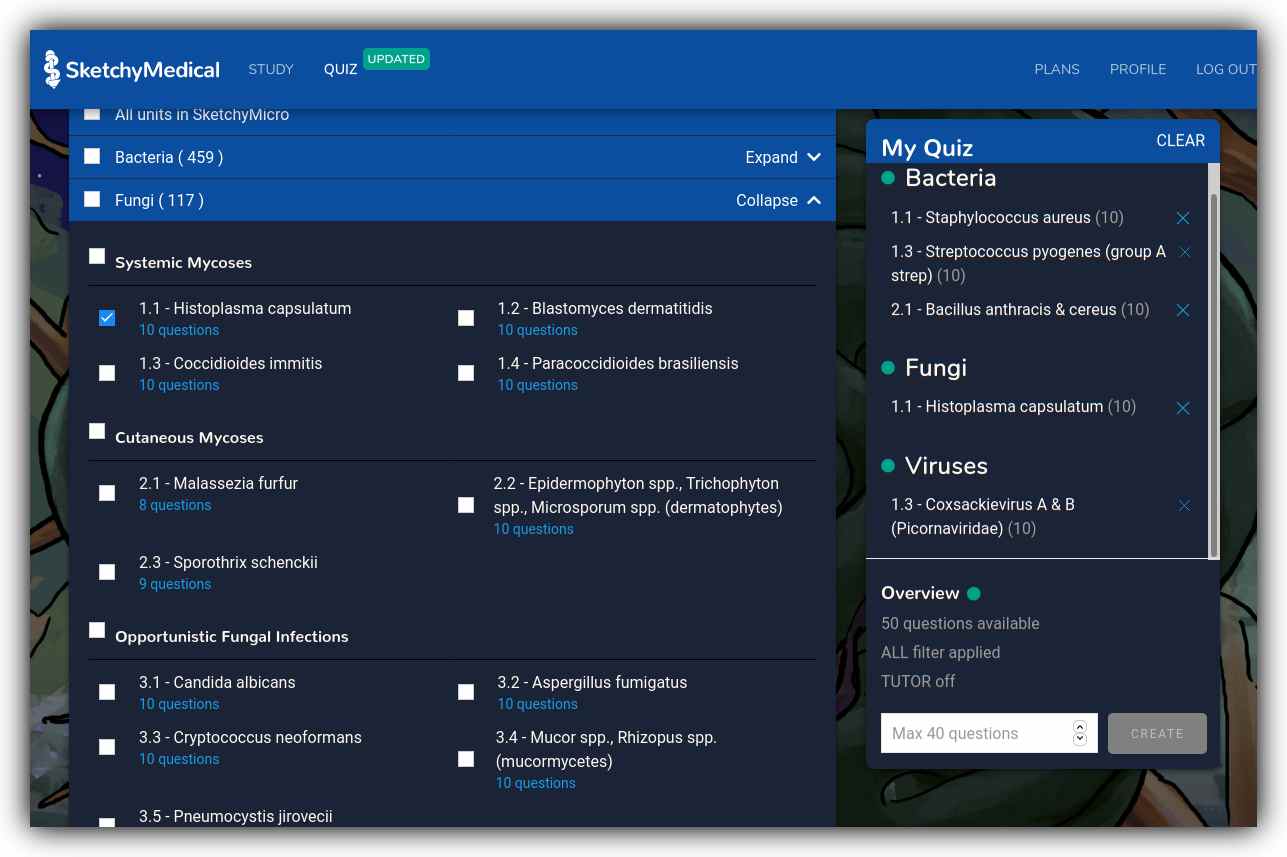 SketchyMedical
STUDY
QUIZ
UPDATED
PLANS
PROFILE
LOG OUT
All units in SketchyMicro
Bacteria ( 459 )
Expand
Fungi ( 117 )
Collapse
Systemic Mycoses
1.1 - Histoplasma capsulatum
10 questions
1.2 - Blastomyces dermatitidis
10 questions
1.3 - Coccidioides immitis
10 questions
1.4 - Paracoccidioides brasiliensis
10 questions
Cutaneous Mycoses
2.1 - Malassezia furfur
8 questions
2.2 - Epidermophyton spp., Trichophyton
spp., Microsporum spp. (dermatophytes)
10 questions
2.3 - Sporothrix schenckii
9 questions
Opportunistic Fungal Infections
3.1 - Candida albicans
10 questions
3.2 - Aspergillus fumigatus
10 questions
3.3 - Cryptococcus neoformans
10 questions
3.4 - Mucor spp., Rhizopus spp.
(mucormycetes)
10 questions
3.5 - Pneumocystis jirovecii
My Quiz
CLEAR
Bacteria
1.1 - Staphylococcus aureus (10)
1.3 - Streptococcus pyogenes (group A
strep) (10)
2.1 - Bacillus anthracis & cereus (10)
Fungi
1.1 - Histoplasma capsulatum (10)
Viruses
1.3 - Coxsackievirus A & B
(Picornaviridae) (10)
Overview
50 questions available
ALL filter applied
TUTOR off
Max 40 questions
CREATE